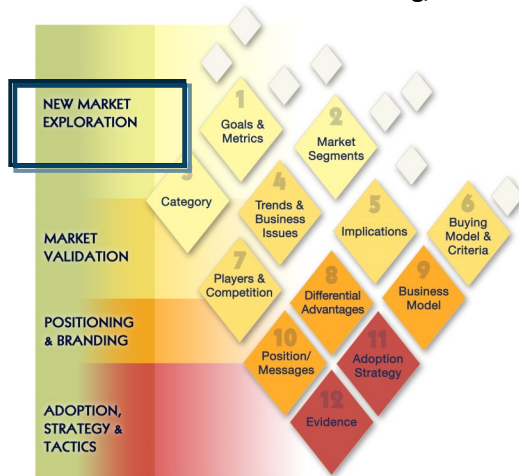 NEW MARKET
EXPLORATION
1
Goals &
Metrics
2
Market
Segments
3
Category
4
Trends &
Business
Issues
5
Implications
6
Buying
Model &
Criteria
MARKET
VALIDATION
7
Players &
Competition
8
Differential
Advantages
9
Business
Model
POSITIONING
& BRANDING
10
Position/
Messages
11
Adoption
Strategy
ADOPTION,
STRATEGY &
TACTICS
12
Evidence